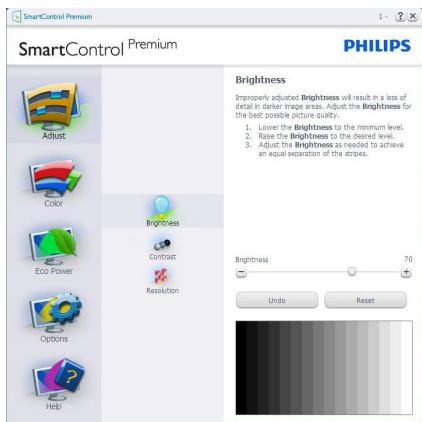 SmartControl Premium
1 -
?
X
SmartControl Premium
PHILIPS
Adjust
Color
Eco Power
Options
Help
Brightness
Contrast
Resolution
Brightness
Improperly adjusted Brightness will result in a loss of
detail in darker image areas. Adjust the Brightness for
the best possible picture quality.
1. Lower the Brightness to the minimum level.
2. Raise the Brightness to the desired level.
3. Adjust the Brightness as needed to achieve
an equal separation of the stripes.
Brightness
70
Undo
Reset